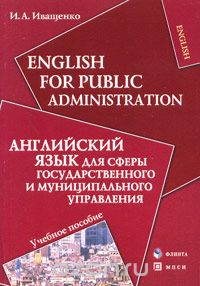 И. А. Иващенко
ENGLISH
ENGLISH
FOR PUBLIC
ADMINISTRATION
АНГЛИЙСКИЙ
ЯЗЫК ДЛЯ СФЕРЫ
ГОСУДАРСТВЕННОГО
И МУНИЦИПАЛЬНОГО
УПРАВЛЕНИЯ
Учебное пособие
ФЛИНТА
МПСИ